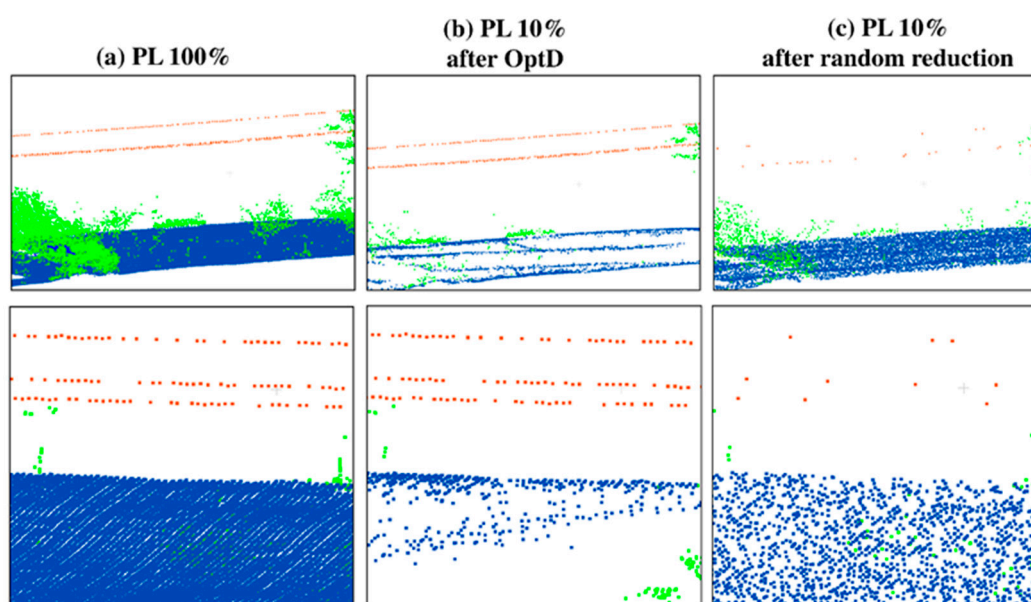 (a) PL 100%
(b) PL 10%
after OptD
(c) PL 10%
after random reduction